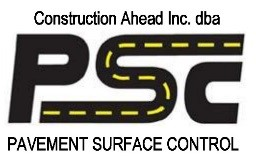 Construction Ahead Inc. dba
PSC
PAVEMENT SURFACE CONTROL